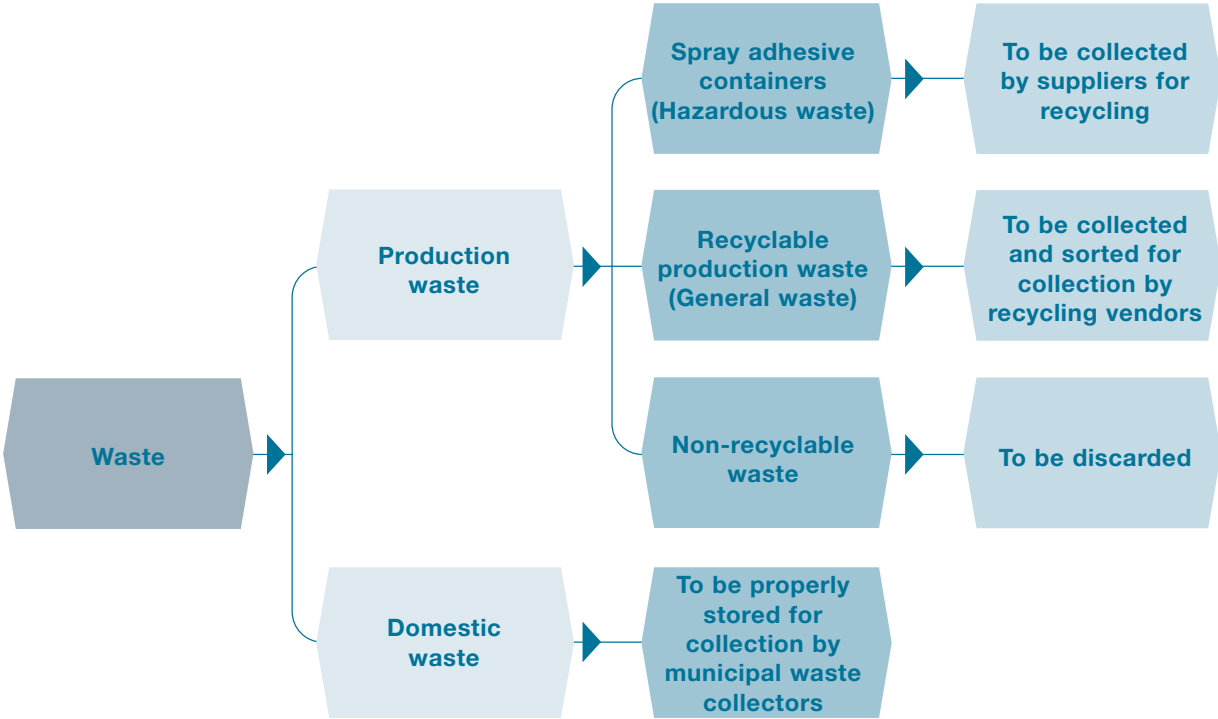 Waste
Production
waste
Spray adhesive
containers
(Hazardous waste)
To be collected
by suppliers for
recycling
Recyclable
production waste
(General waste)
To be collected
and sorted for
collection by
recycling vendors
Non-recyclable
waste
To be discarded
Domestic
waste
To be properly
stored for
collection by
municipal waste
collectors